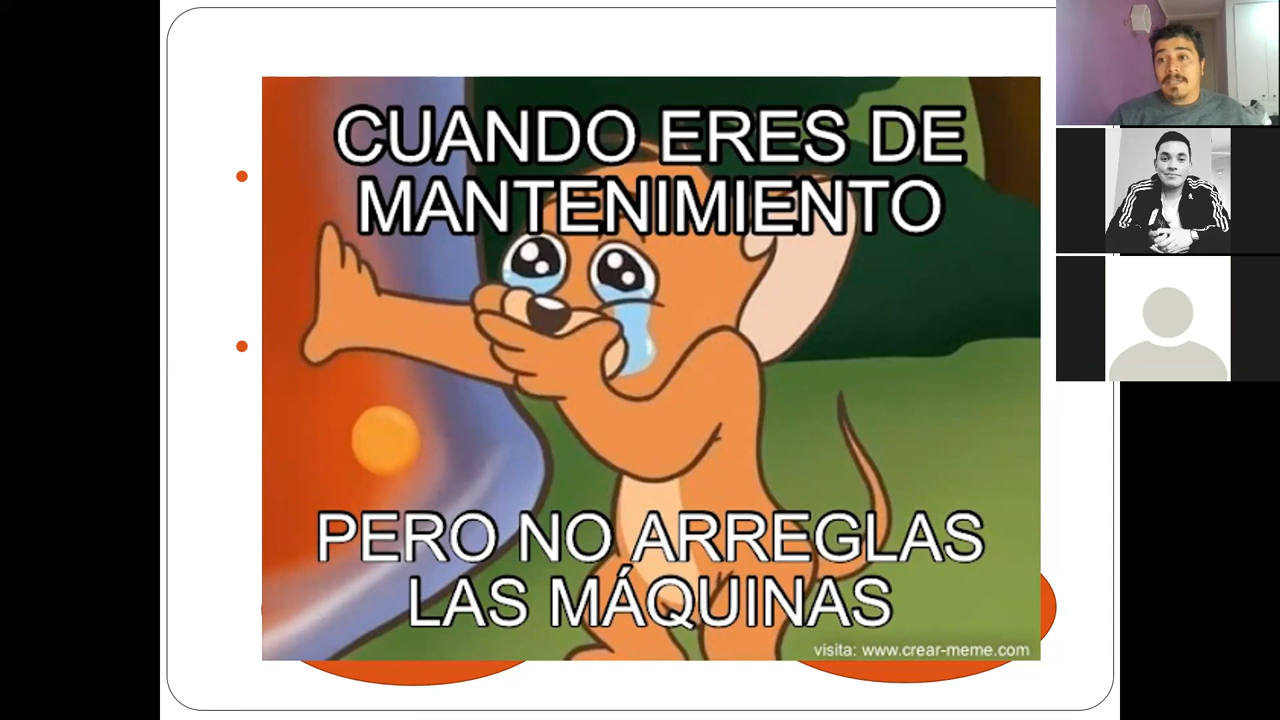 CUANDO ERES DE
MANTENIMIENTO
PERO NO ARREGLAS
LAS MÁQUINAS
visita: www.crear-meme.com